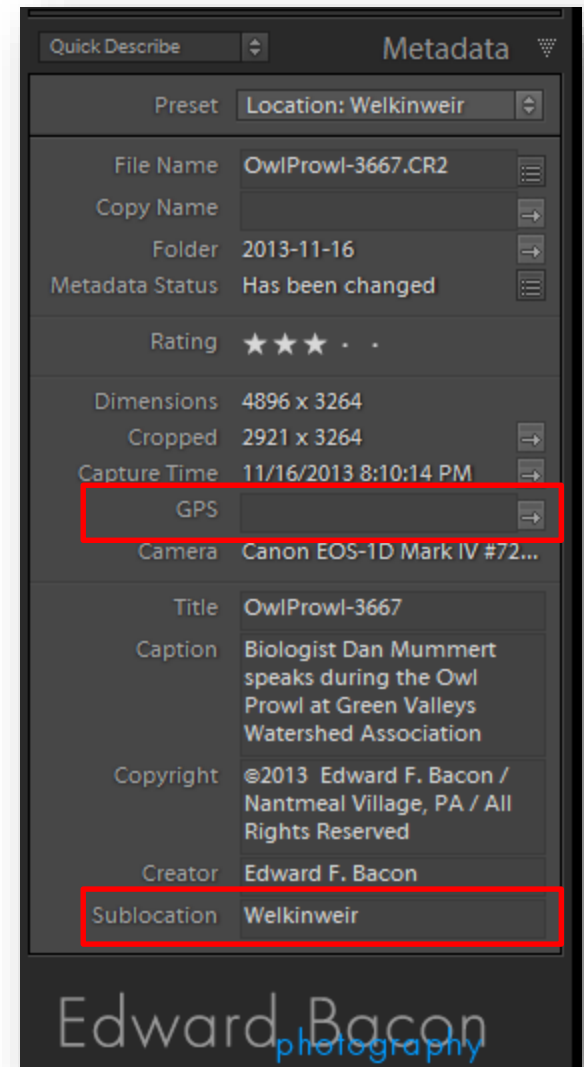 Quick Describe Metadata
Preset Location: Welkinweir
File Name OwlProwl-3667.CR2
Copy Name
Folder 2013-11-16
Metadata Status Has been changed
Rating ★★★ · ·
Dimensions 4896 x 3264
Cropped 2921 x 3264
Capture Time 11/16/2013 8:10:14 PM
GPS
Camera Canon EOS-1D Mark IV #72...
Title OwlProwl-3667
Caption Biologist Dan Mummert
speaks during the Owl
Prowl at Green Valleys
Watershed Association
Copyright ©2013 Edward F. Bacon /
Nantmeal Village, PA / All
Rights Reserved
Creator Edward F. Bacon
Sublocation Welkinweir
Edward Bacon
photography